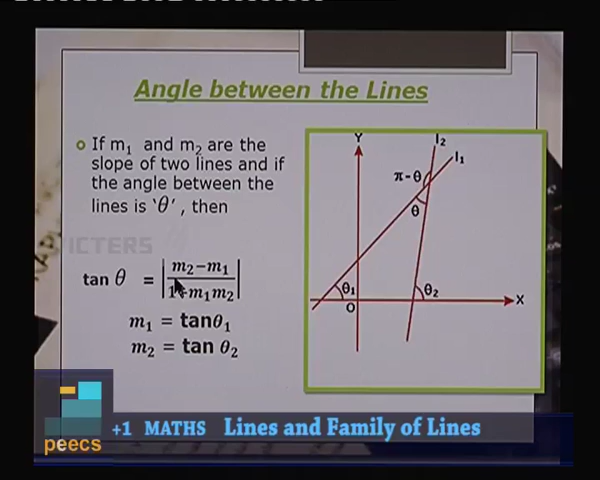 Angle between the Lines
If m₁ and m₂ are the
slope of two lines and if
the angle between the
lines is ‘θ’, then
VICTERS
tan θ = |m₂−m₁
1+m₁m₂|
m₁ = tanθ₁
m₂ = tan θ₂
Y
l₂
l₁
π-θ
θ
θ₁
θ₂
O
X
peecs
+1 MATHS Lines and Family of Lines